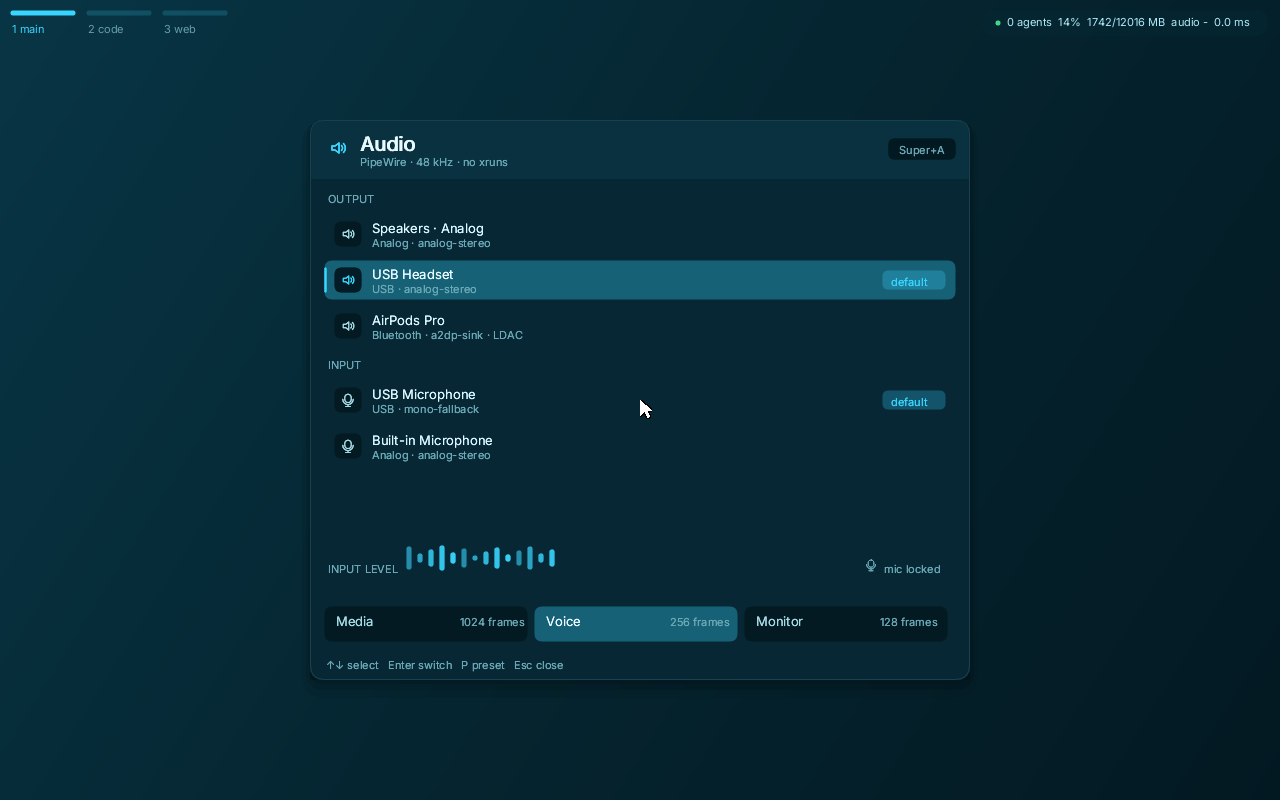 1 main 2 code 3 web
0 agents 14% 1742/12016 MB audio - 0.0 ms
Audio
PipeWire · 48 kHz · no xruns
Super+A
OUTPUT
Speakers · Analog
Analog · analog-stereo
USB Headset
USB · analog-stereo
default
AirPods Pro
Bluetooth · a2dp-sink · LDAC
INPUT
USB Microphone
USB · mono-fallback
default
Built-in Microphone
Analog · analog-stereo
INPUT LEVEL
mic locked
Media 1024 frames
Voice 256 frames
Monitor 128 frames
↑↓ select Enter switch P preset Esc close